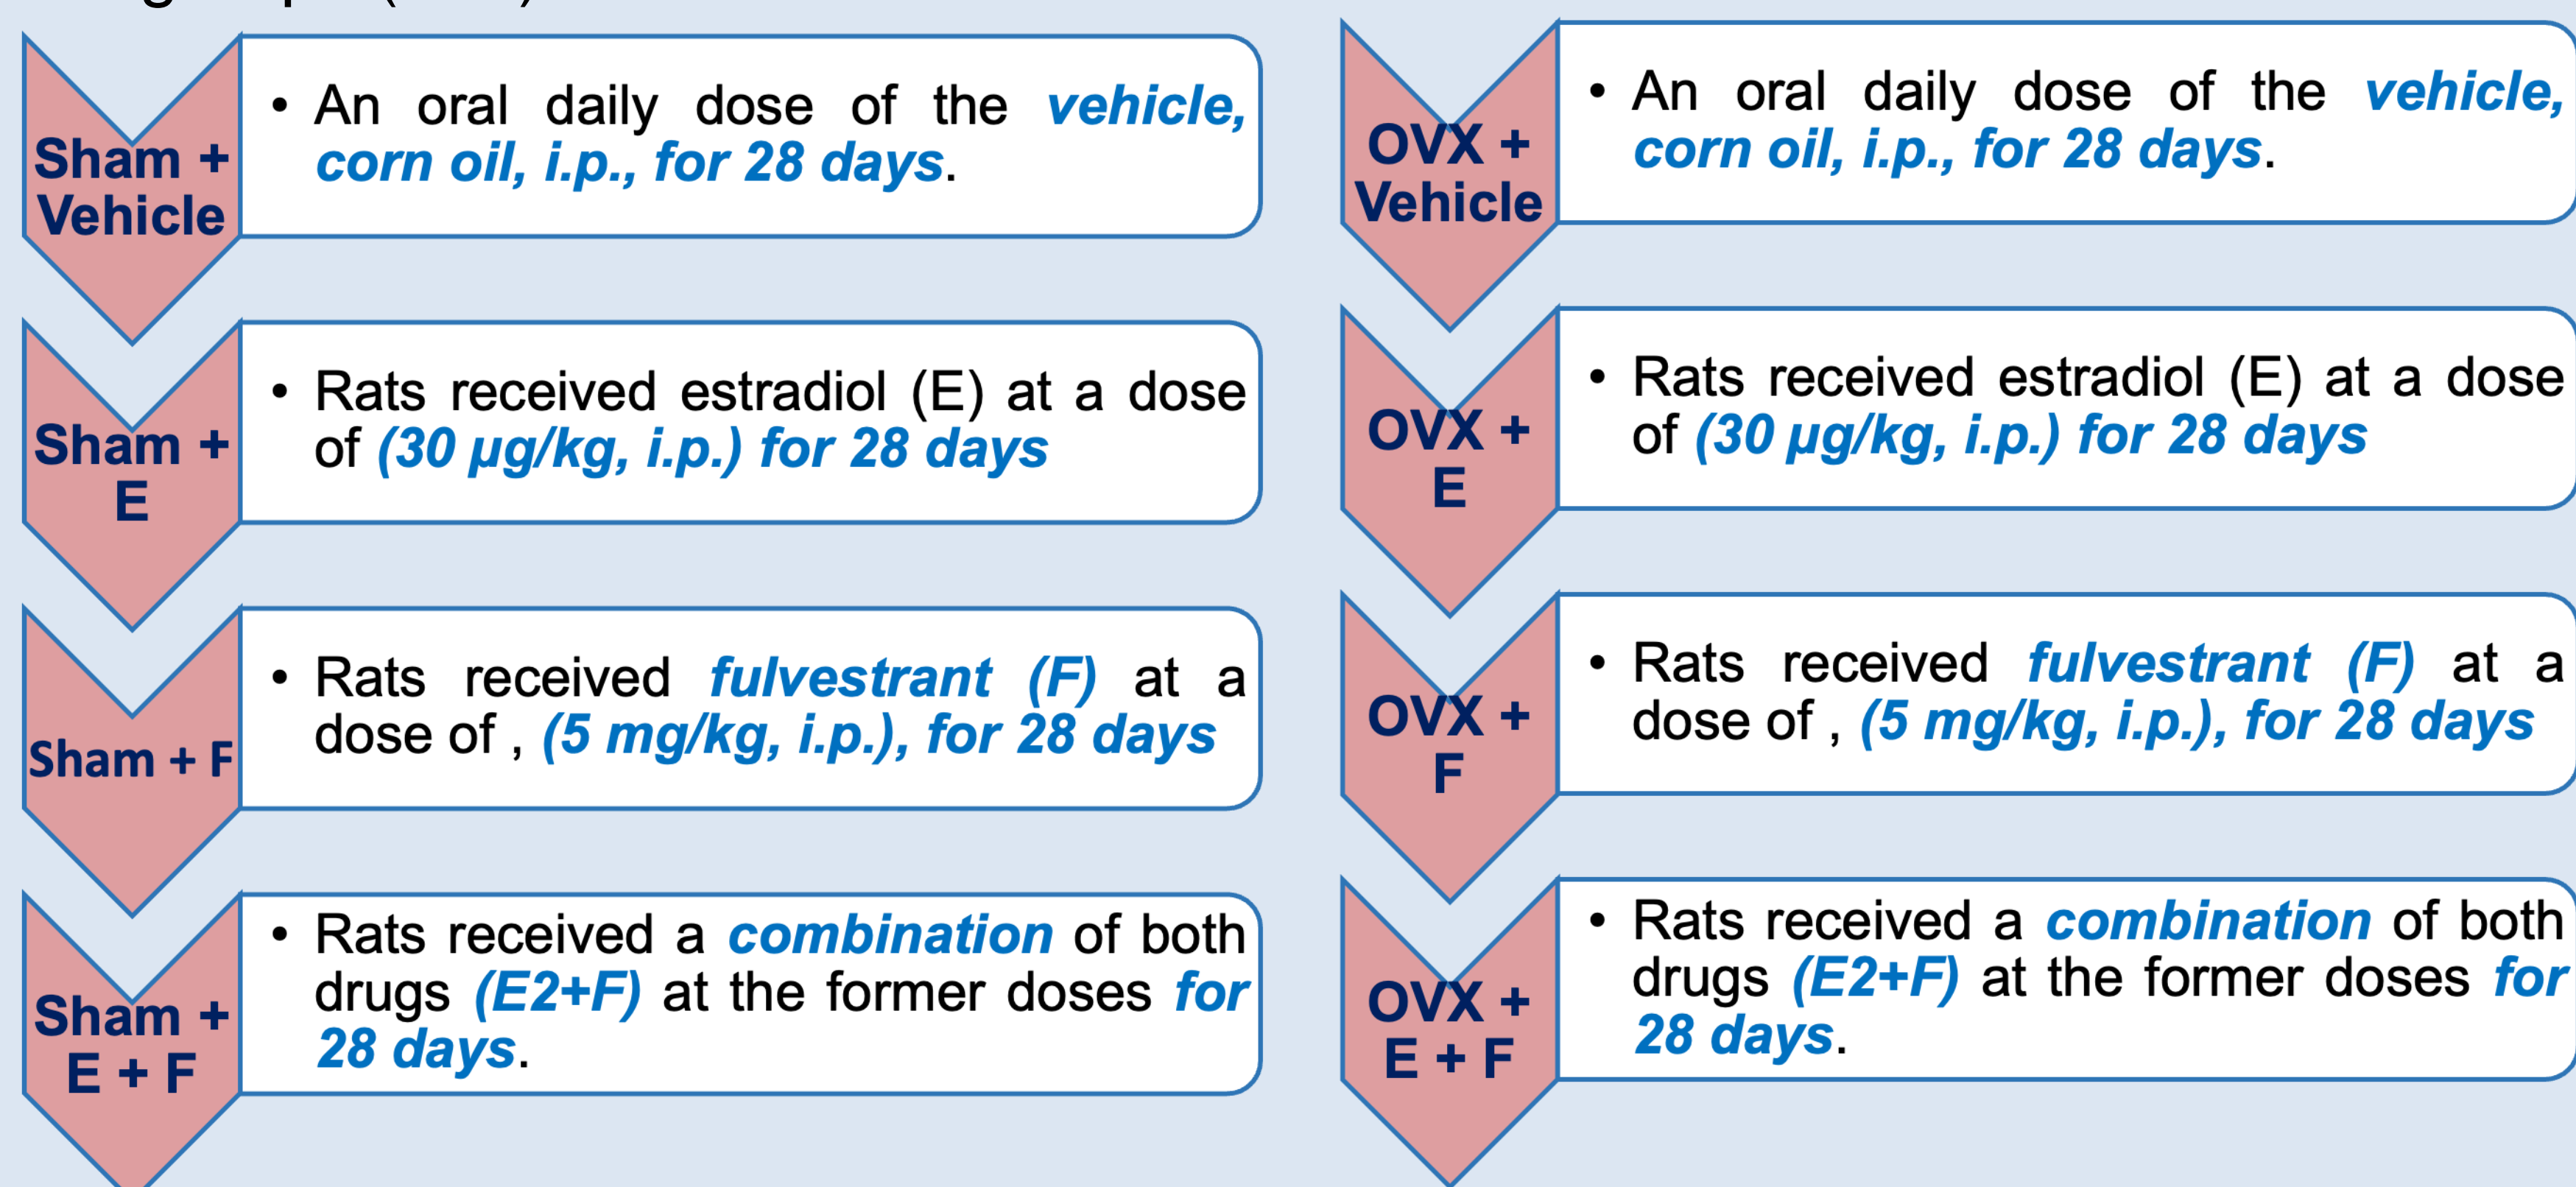 Sham +
Vehicle
• An oral daily dose of the vehicle,
corn oil, i.p., for 28 days.
Sham +
E
• Rats received estradiol (E) at a dose
of (30 µg/kg, i.p.) for 28 days
Sham + F
• Rats received fulvestrant (F) at a
dose of , (5 mg/kg, i.p.), for 28 days
Sham +
E + F
• Rats received a combination of both
drugs (E2+F) at the former doses for
28 days.
OVX +
Vehicle
• An oral daily dose of the vehicle,
corn oil, i.p., for 28 days.
OVX +
E
• Rats received estradiol (E) at a dose
of (30 µg/kg, i.p.) for 28 days
OVX +
F
• Rats received fulvestrant (F) at a
dose of , (5 mg/kg, i.p.), for 28 days
OVX +
E + F
• Rats received a combination of both
drugs (E2+F) at the former doses for
28 days.